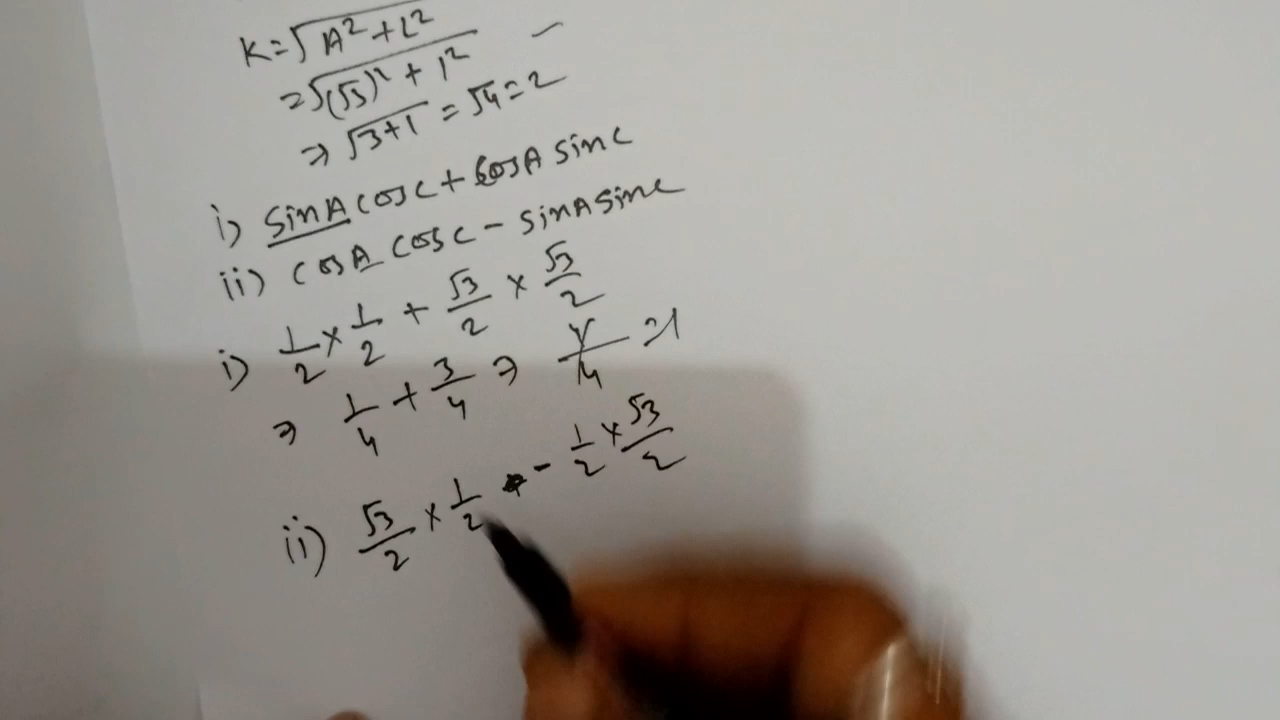 K=√A²+L²
=√(√3)²+1²
⇒ √3+1 = √4=2
i) sinA cosc + cosA sinc
ii) cosA cosc - sinA sinc
i) 1/2 × 1/2 + √3/2 × √3/2
⇒ 1/4 + 3/4 ⇒ 4/4 =1
ii) √3/2 × 1/2 - 1/2 × √3/2